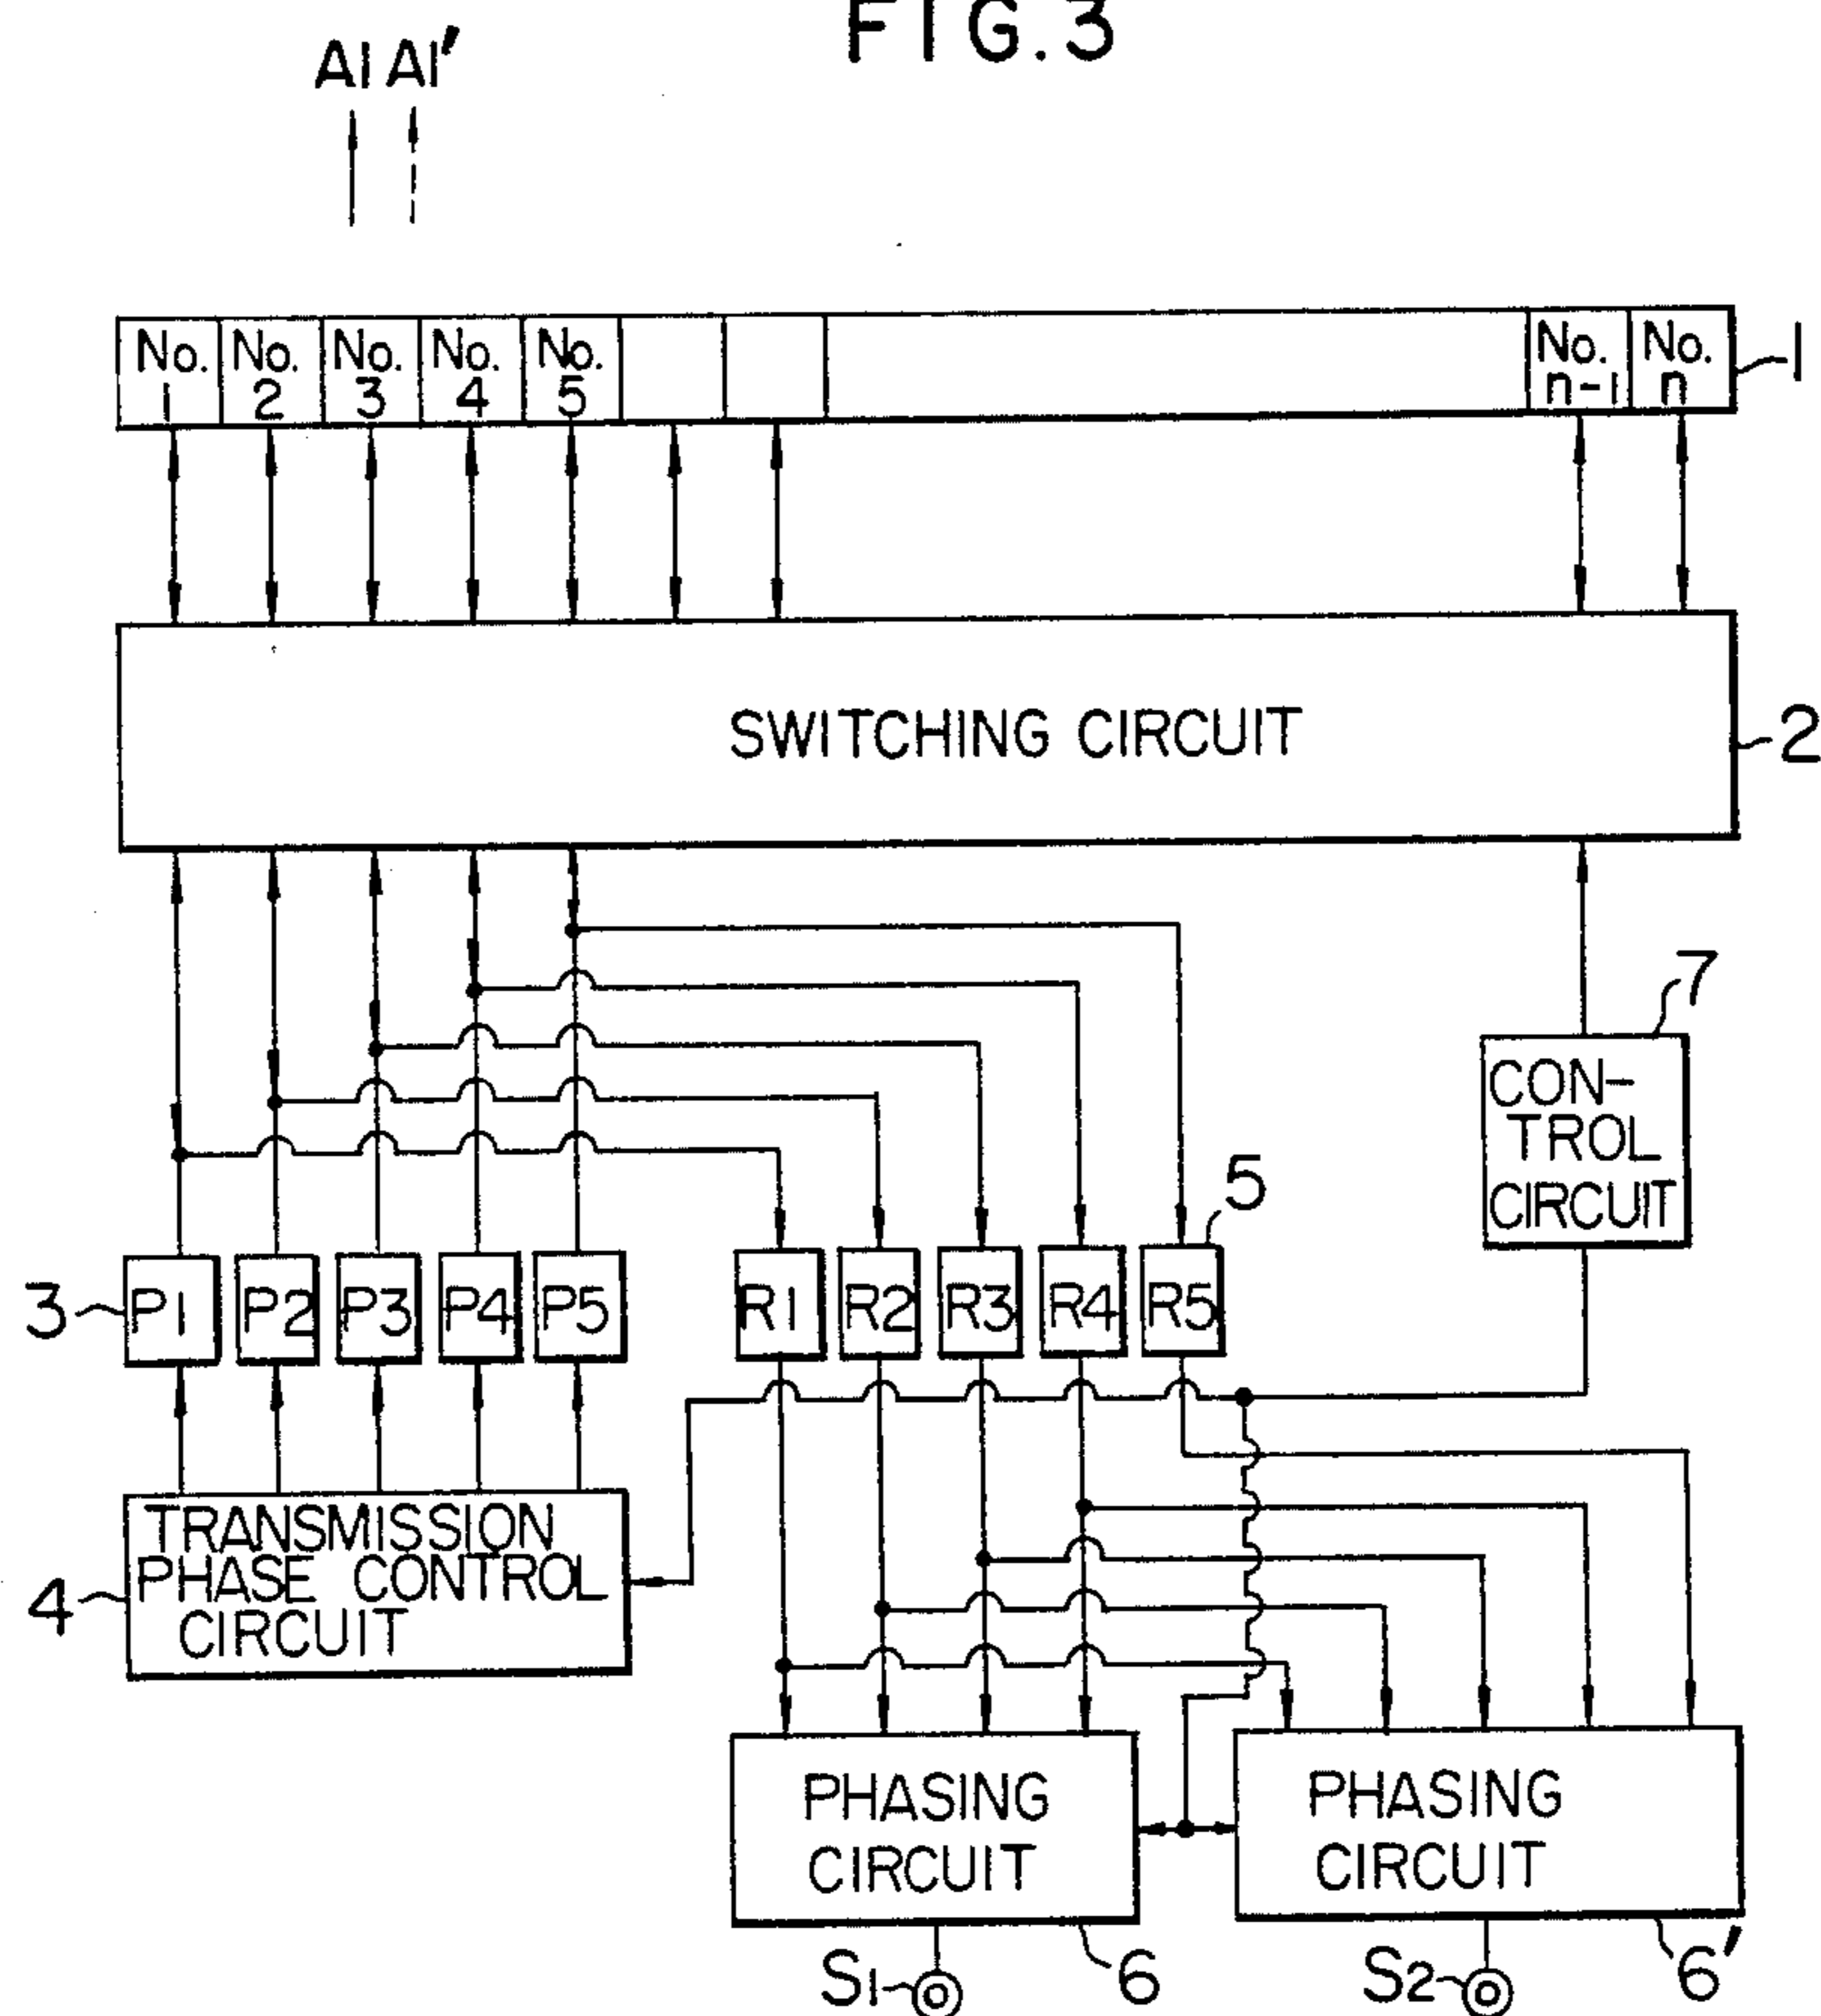 FIG.3
A1 A1'
No. 1 No. 2 No. 3 No. 4 No. 5 No. n-1 No. n
1
SWITCHING CIRCUIT
2
7
CON-
TROL
CIRCUIT
5
3
P1 P2 P3 P4 P5 R1 R2 R3 R4 R5
TRANSMISSION
PHASE CONTROL
CIRCUIT
4
PHASING
CIRCUIT
PHASING
CIRCUIT
S1 6 S2 6'